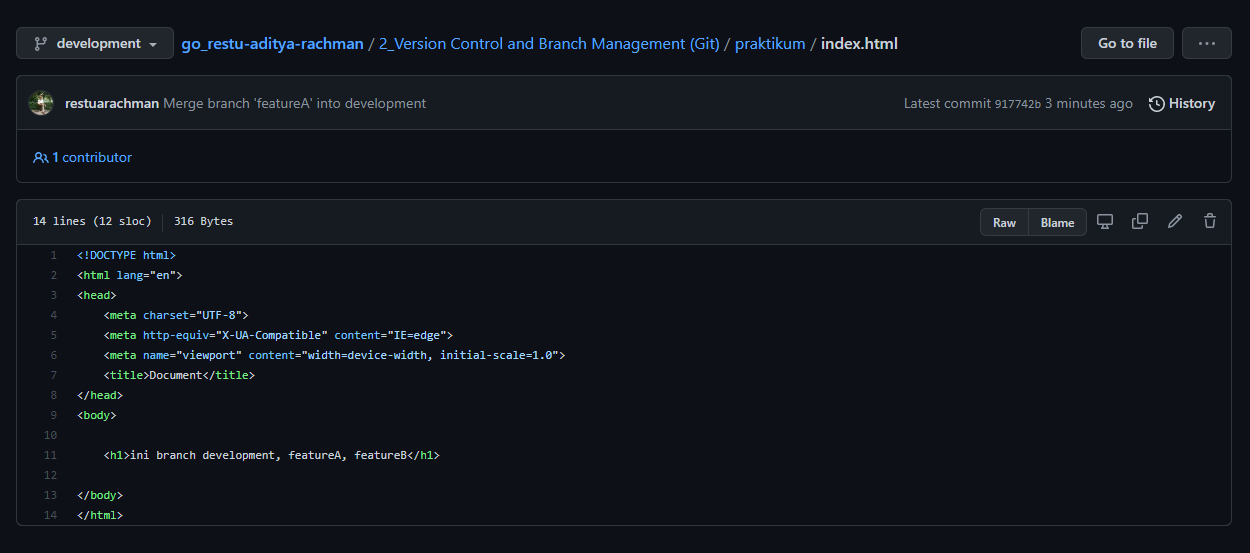 development go_restu-aditya-rachman / 2_Version Control and Branch Management (Git) / praktikum / index.html Go to file ...
restuarachman Merge branch 'featureA' into development Latest commit 917742b 3 minutes ago History
1 contributor
14 lines (12 sloc) 316 Bytes Raw Blame
1 <!DOCTYPE html>
2 <html lang="en">
3 <head>
4     <meta charset="UTF-8">
5     <meta http-equiv="X-UA-Compatible" content="IE=edge">
6     <meta name="viewport" content="width=device-width, initial-scale=1.0">
7     <title>Document</title>
8 </head>
9 <body>
10
11     <h1>ini branch development, featureA, featureB</h1>
12
13 </body>
14 </html>